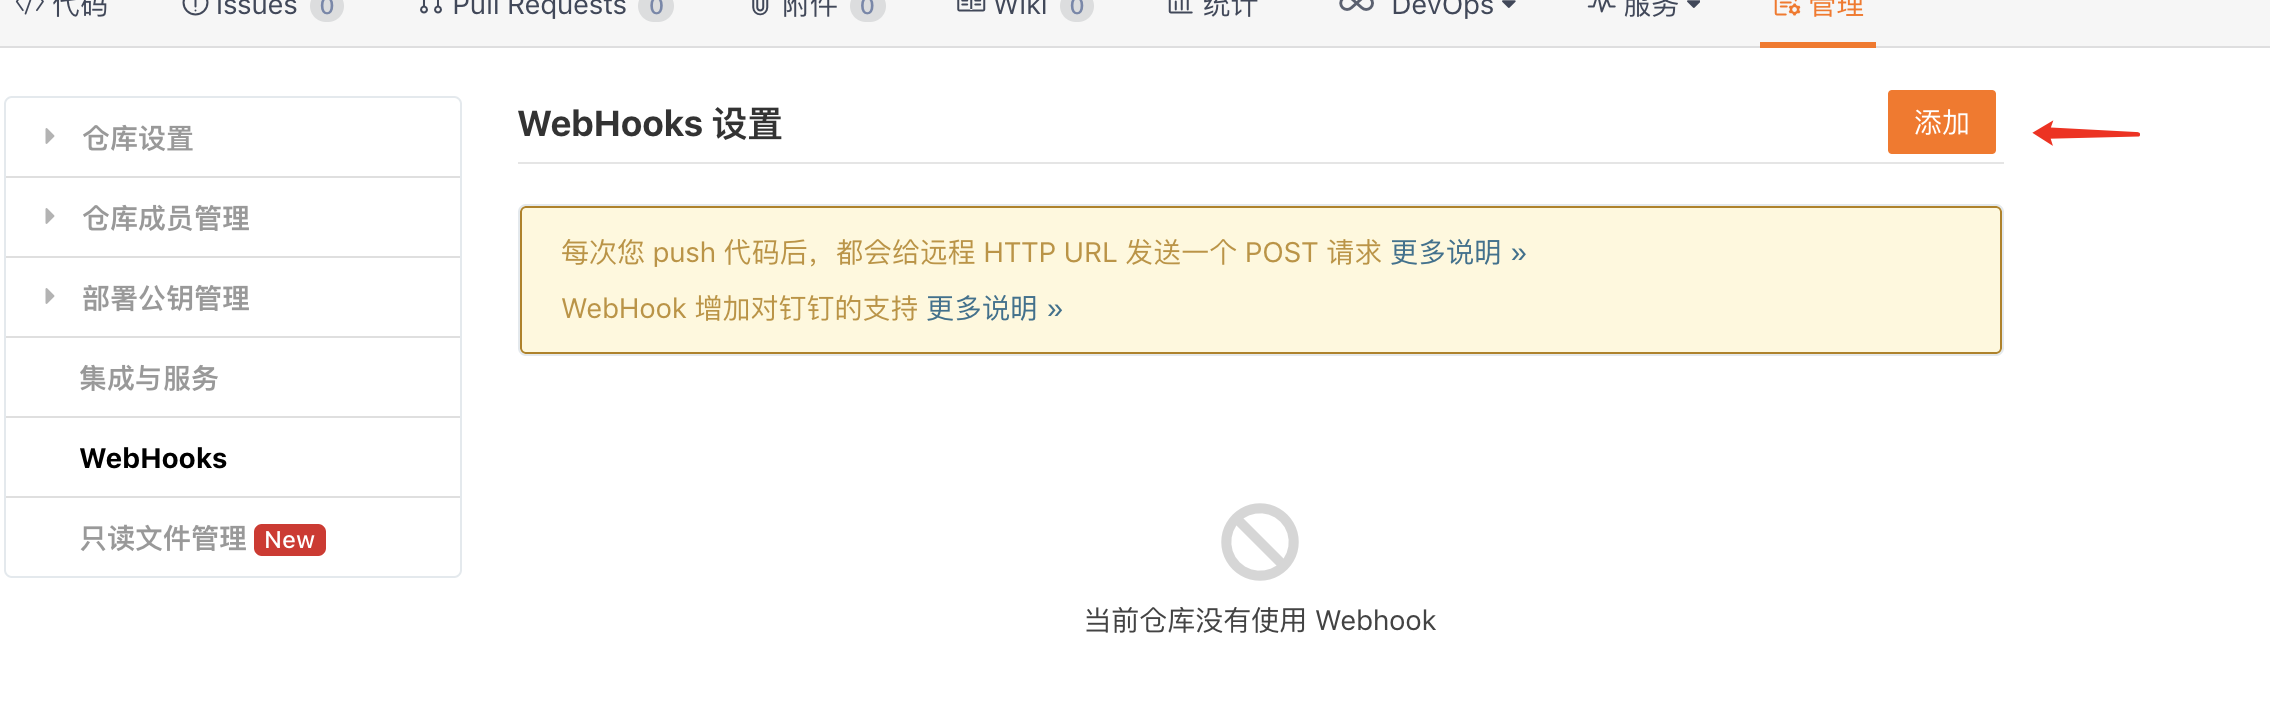 代码 Issues 0 Pull Requests 0 附件 0 Wiki 0 统计 DevOps 服务 管理
WebHooks 设置
添加
仓库设置
仓库成员管理
部署公钥管理
集成与服务
WebHooks
只读文件管理 New
每次您 push 代码后，都会给远程 HTTP URL 发送一个 POST 请求 更多说明 »
WebHook 增加对钉钉的支持 更多说明 »
当前仓库没有使用 Webhook